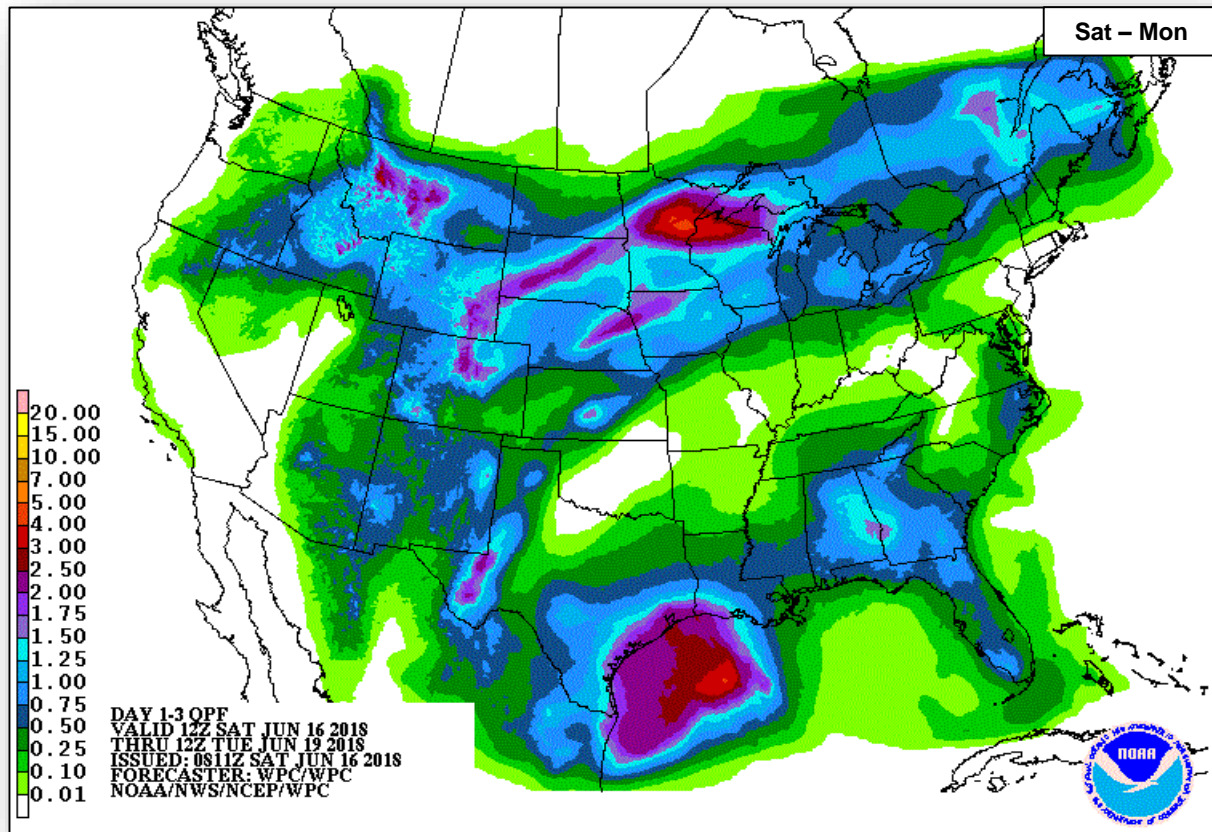 Sat – Mon
20.00
15.00
10.00
7.00
5.00
4.00
3.00
2.50
2.00
1.75
1.50
1.25
1.00
0.75
0.50
0.25
0.10
0.01
DAY 1-3 QPF
VALID 12Z SAT JUN 16 2018
THRU 12Z TUE JUN 19 2018
ISSUED: 0811Z SAT JUN 16 2018
FORECASTER: WPC/WPC
NOAA/NWS/NCEP/WPC
NOAA